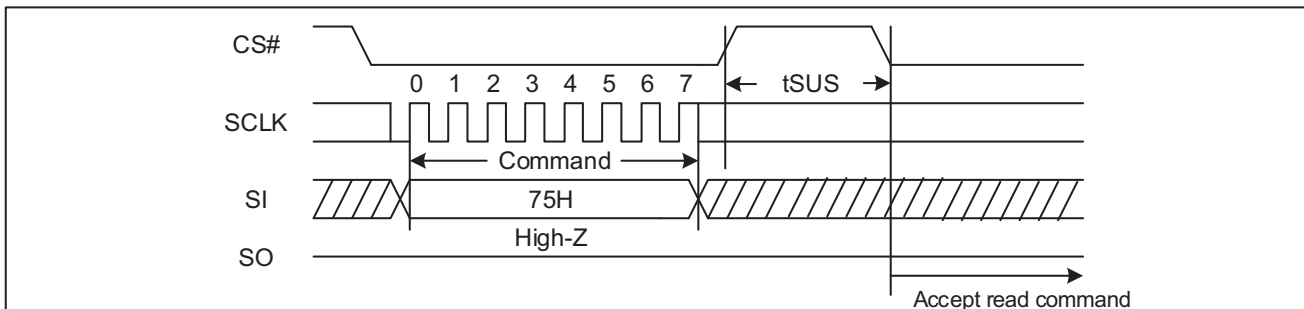 CS#
tSUS
0 1 2 3 4 5 6 7
SCLK
Command
SI
75H
High-Z
SO
Accept read command